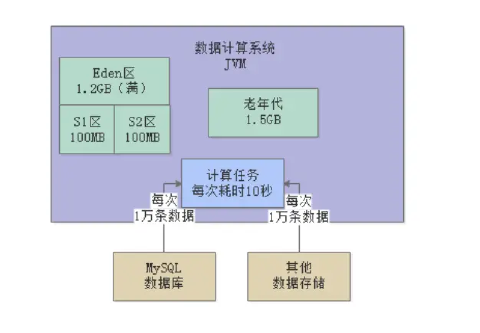 数据计算系统
JVM
Eden区
1.2GB（满）
S1区
100MB
S2区
100MB
老年代
1.5GB
计算任务
每次耗时10秒
每次
1万条数据
每次
1万条数据
MySQL
数据库
其他
数据存储